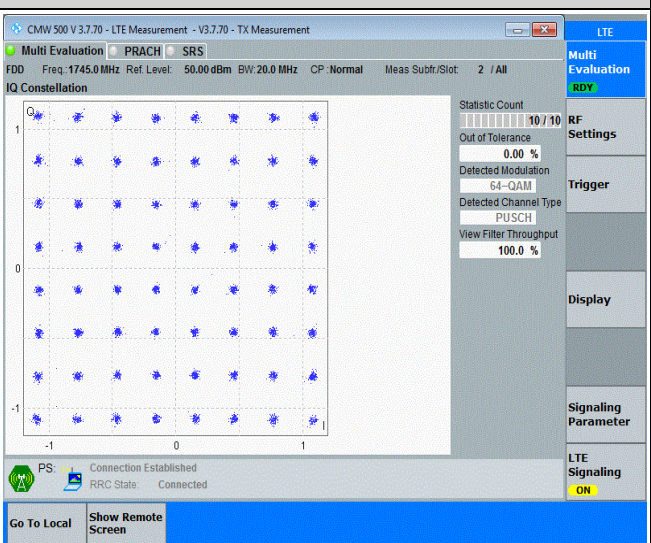 CMW 500 V 3.7.70 - LTE Measurement - V3.7.70 - TX Measurement
LTE
Multi Evaluation PRACH SRS
FDD Freq.:1745.0 MHz Ref. Level: 50.00 dBm BW:20.0 MHz CP :Normal Meas Subfr./Slot: 2 / All
IQ Constellation
Q
1
0
-1
I
-1 0 1
Statistic Count
10 / 10
Out of Tolerance
0.00 %
Detected Modulation
64-QAM
Detected Channel Type
PUSCH
View Filter Throughput
100.0 %
PS: Connection Established
RRC State: Connected
Multi
Evaluation
RDY
RF
Settings
Trigger
Display
Signaling
Parameter
LTE
Signaling
ON
Go To Local
Show Remote
Screen